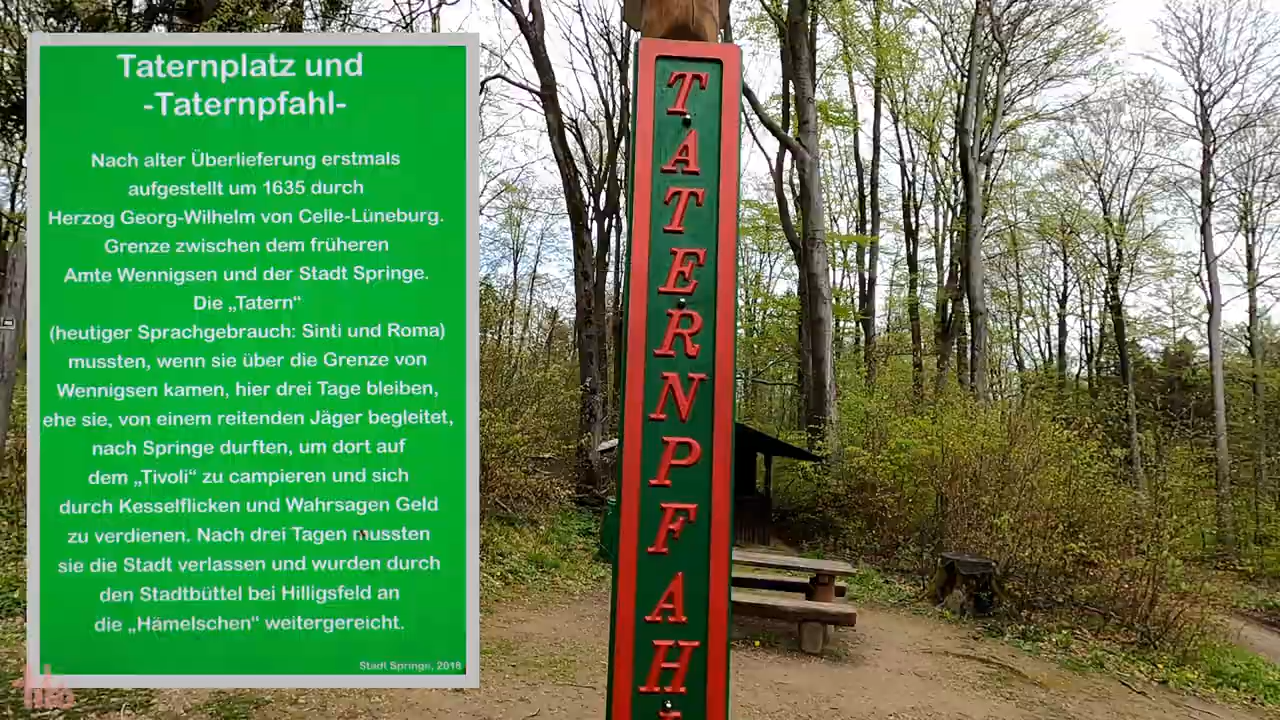 Taternplatz und
-Taternpfahl-
Nach alter Überlieferung erstmals
aufgestellt um 1635 durch
Herzog Georg-Wilhelm von Celle-Lüneburg.
Grenze zwischen dem früheren
Amte Wennigsen und der Stadt Springe.
Die „Tatern“
(heutiger Sprachgebrauch: Sinti und Roma)
mussten, wenn sie über die Grenze von
Wennigsen kamen, hier drei Tage bleiben,
ehe sie, von einem reitenden Jäger begleitet,
nach Springe durften, um dort auf
dem „Tivoli“ zu campieren und sich
durch Kesselflicken und Wahrsagen Geld
zu verdienen. Nach drei Tagen mussten
sie die Stadt verlassen und wurden durch
den Stadtbüttel bei Hilligsfeld an
die „Hämelschen“ weitergereicht.
Stadt Springe, 2018
TATERNPFAH